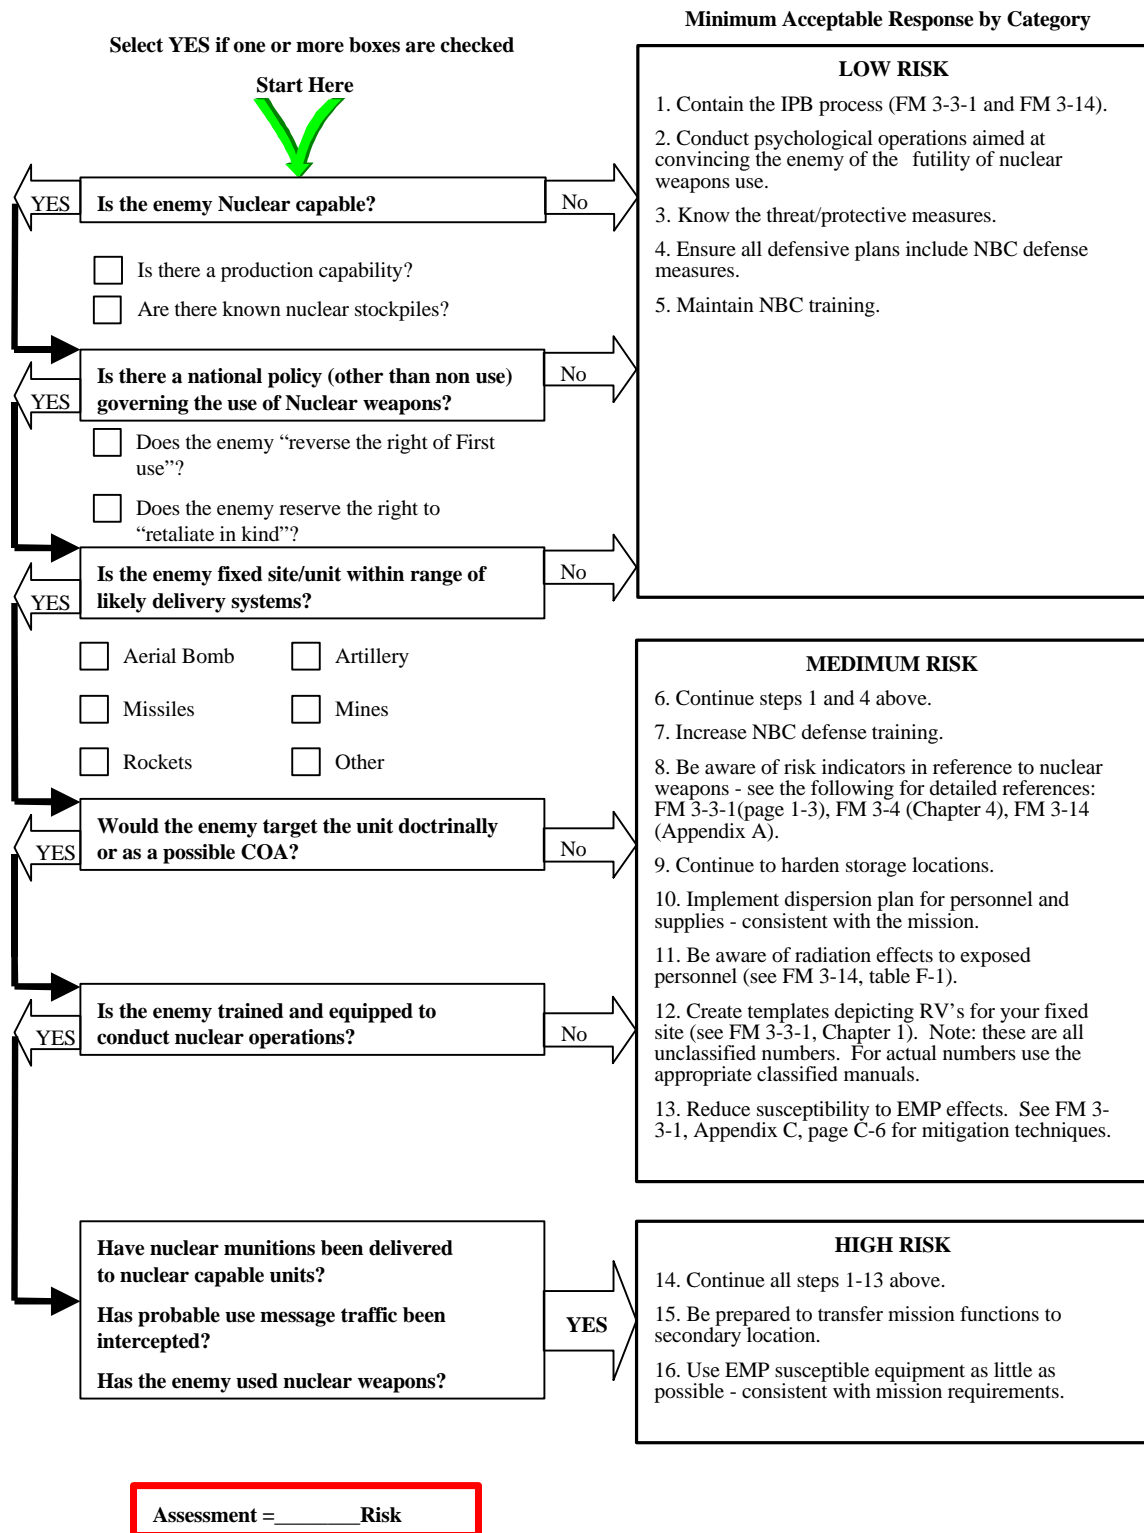 Minimum Acceptable Response by Category
Select YES if one or more boxes are checked
Start Here
YES
Is the enemy Nuclear capable?
No
Is there a production capability?
Are there known nuclear stockpiles?
YES
Is there a national policy (other than non use)
governing the use of Nuclear weapons?
No
Does the enemy “reverse the right of First
use”?
Does the enemy reserve the right to
“retaliate in kind”?
YES
Is the enemy fixed site/unit within range of
likely delivery systems?
No
Aerial Bomb
Artillery
Missiles
Mines
Rockets
Other
YES
Would the enemy target the unit doctrinally
or as a possible COA?
No
YES
Is the enemy trained and equipped to
conduct nuclear operations?
No
Have nuclear munitions been delivered
to nuclear capable units?
Has probable use message traffic been
intercepted?
Has the enemy used nuclear weapons?
YES
LOW RISK
1. Contain the IPB process (FM 3-3-1 and FM 3-14).
2. Conduct psychological operations aimed at
convincing the enemy of the futility of nuclear
weapons use.
3. Know the threat/protective measures.
4. Ensure all defensive plans include NBC defense
measures.
5. Maintain NBC training.
MEDIMUM RISK
6. Continue steps 1 and 4 above.
7. Increase NBC defense training.
8. Be aware of risk indicators in reference to nuclear
weapons - see the following for detailed references:
FM 3-3-1(page 1-3), FM 3-4 (Chapter 4), FM 3-14
(Appendix A).
9. Continue to harden storage locations.
10. Implement dispersion plan for personnel and
supplies - consistent with the mission.
11. Be aware of radiation effects to exposed
personnel (see FM 3-14, table F-1).
12. Create templates depicting RV’s for your fixed
site (see FM 3-3-1, Chapter 1). Note: these are all
unclassified numbers. For actual numbers use the
appropriate classified manuals.
13. Reduce susceptibility to EMP effects. See FM 3-
3-1, Appendix C, page C-6 for mitigation techniques.
HIGH RISK
14. Continue all steps 1-13 above.
15. Be prepared to transfer mission functions to
secondary location.
16. Use EMP susceptible equipment as little as
possible - consistent with mission requirements.
Assessment =________Risk